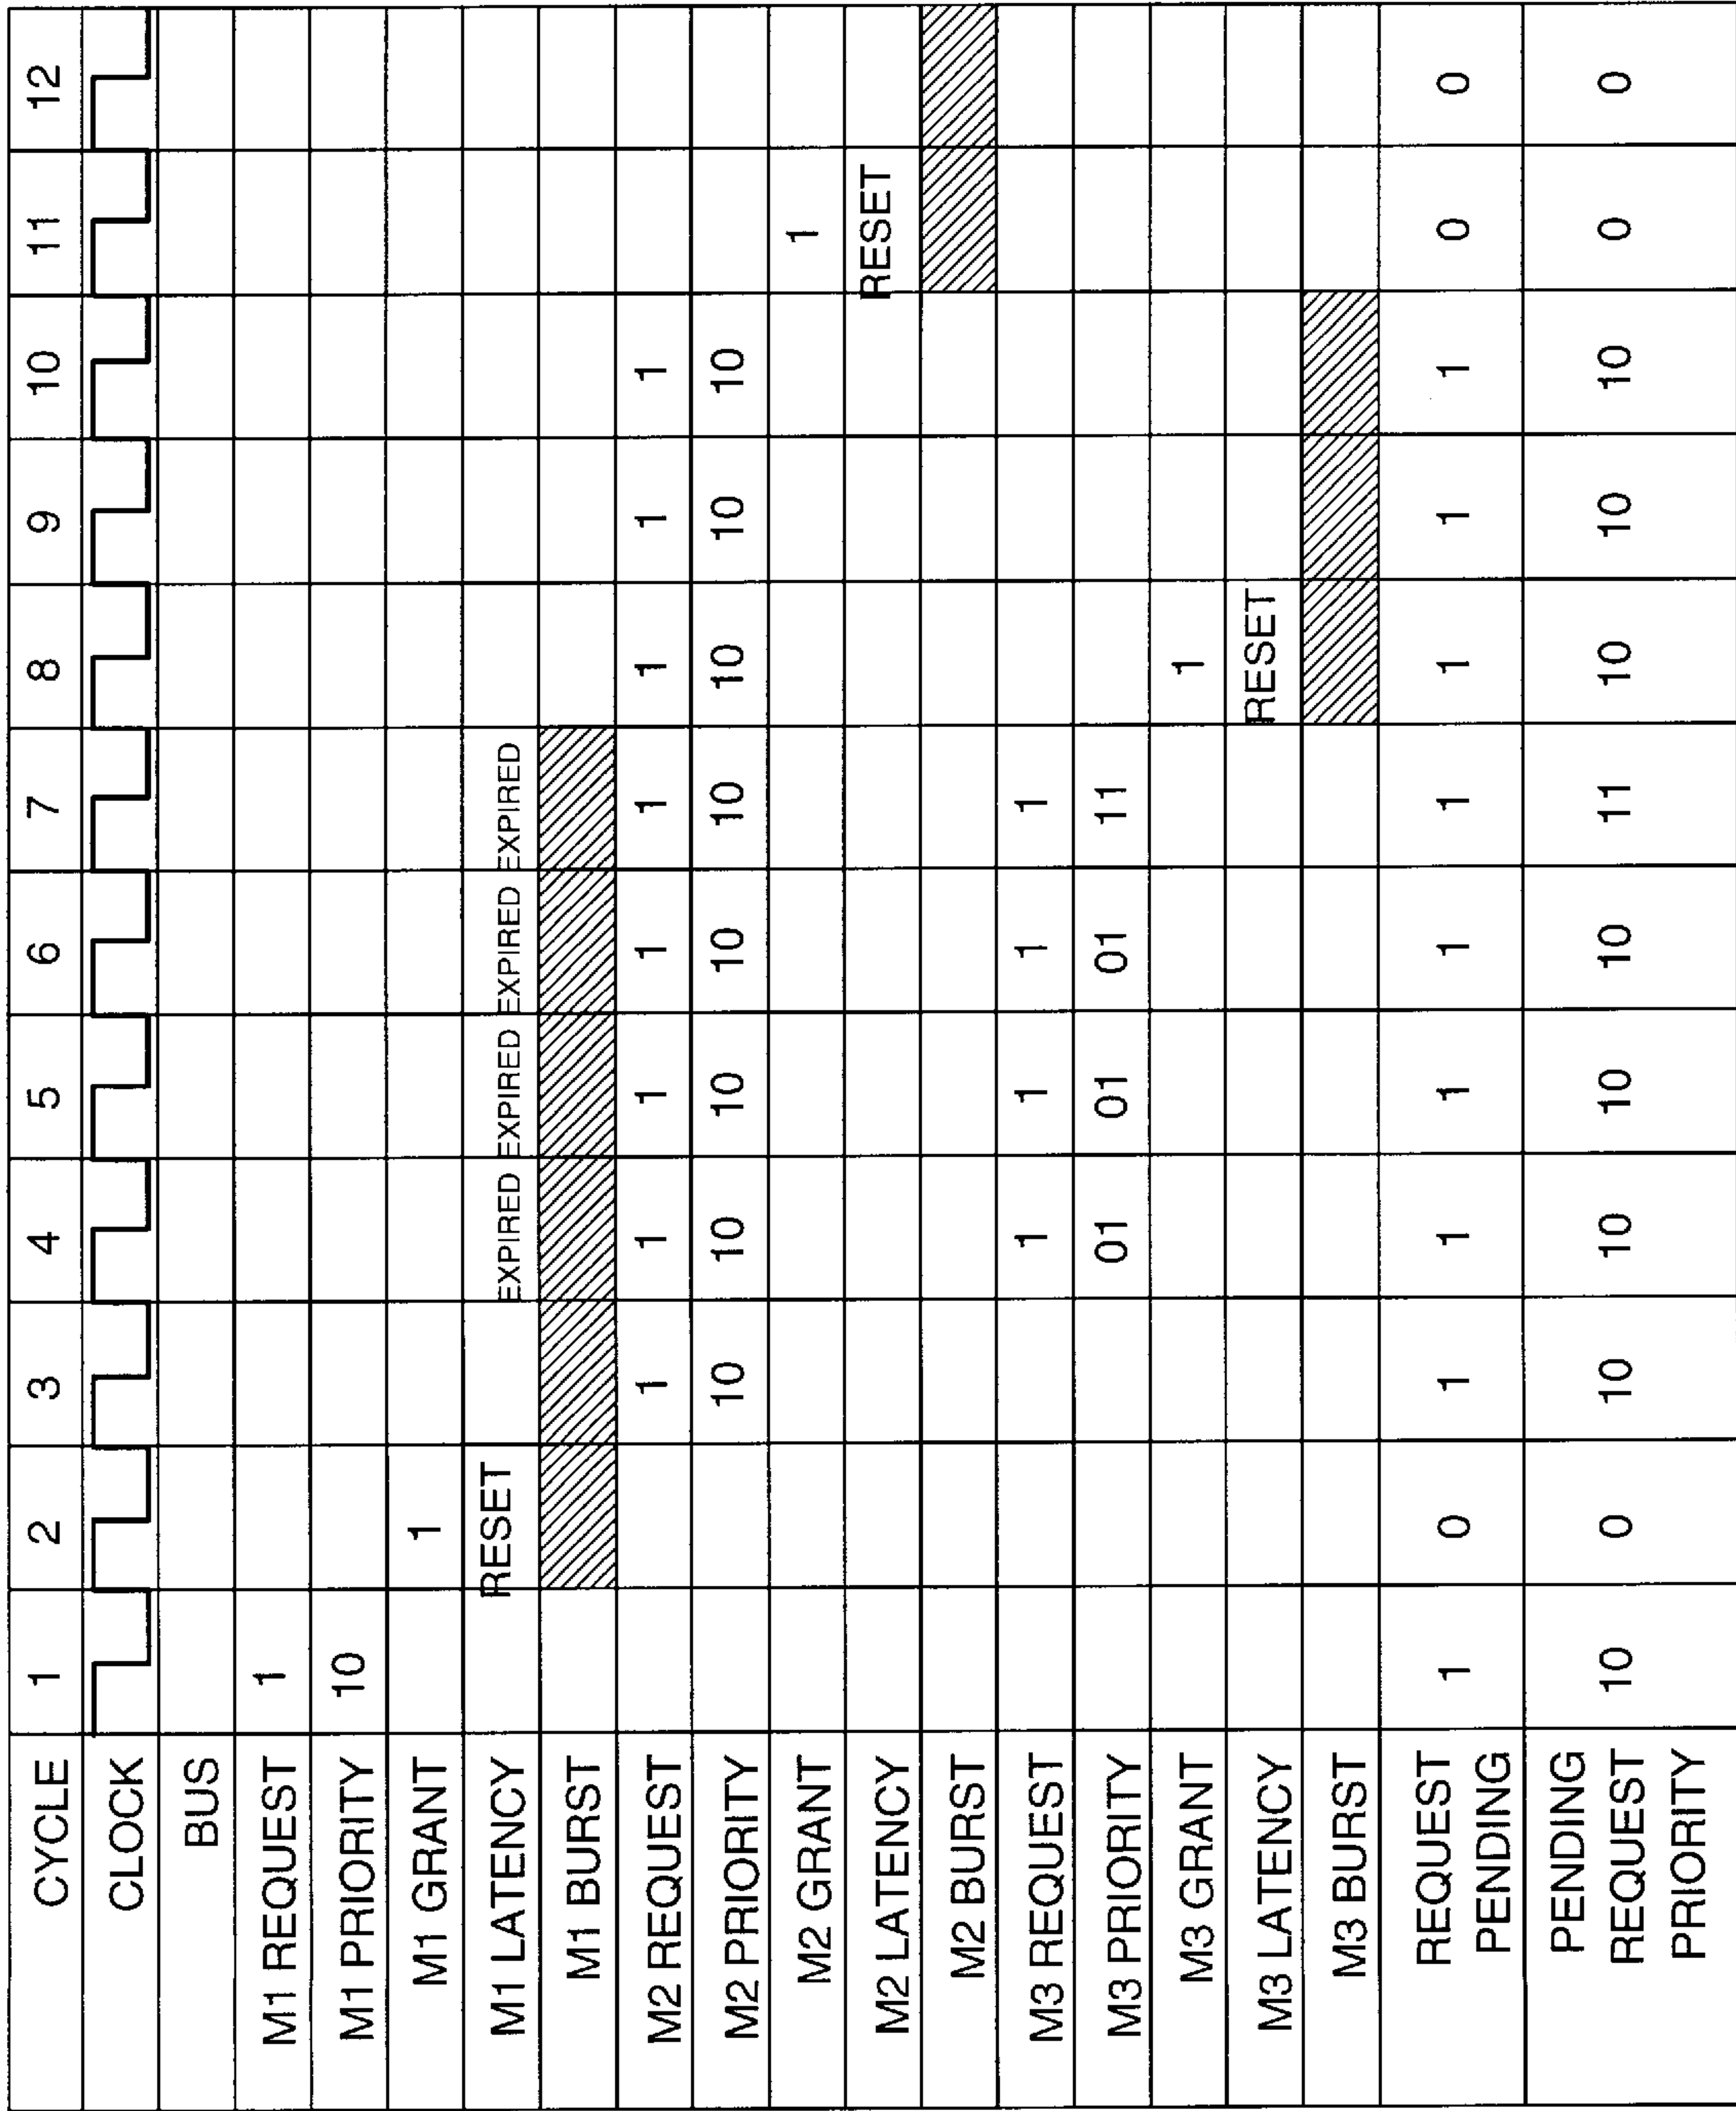 CYCLE 1 2 3 4 5 6 7 8 9 10 11 12
CLOCK
BUS
M1 REQUEST 1
M1 PRIORITY 10
M1 GRANT 1
M1 LATENCY RESET EXPIRED EXPIRED EXPIRED EXPIRED
M1 BURST
M2 REQUEST 1 1 1 1 1 1 1 1
M2 PRIORITY 10 10 10 10 10 10 10 10
M2 GRANT 1
M2 LATENCY RESET
M2 BURST
M3 REQUEST 1 1 1 1
M3 PRIORITY 01 01 01 11
M3 GRANT 1
M3 LATENCY RESET
M3 BURST
REQUEST 1 0 1 1 1 1 1 1 1 1 0 0
PENDING
PENDING
REQUEST 10 0 10 10 10 10 11 10 10 10 0 0
PRIORITY